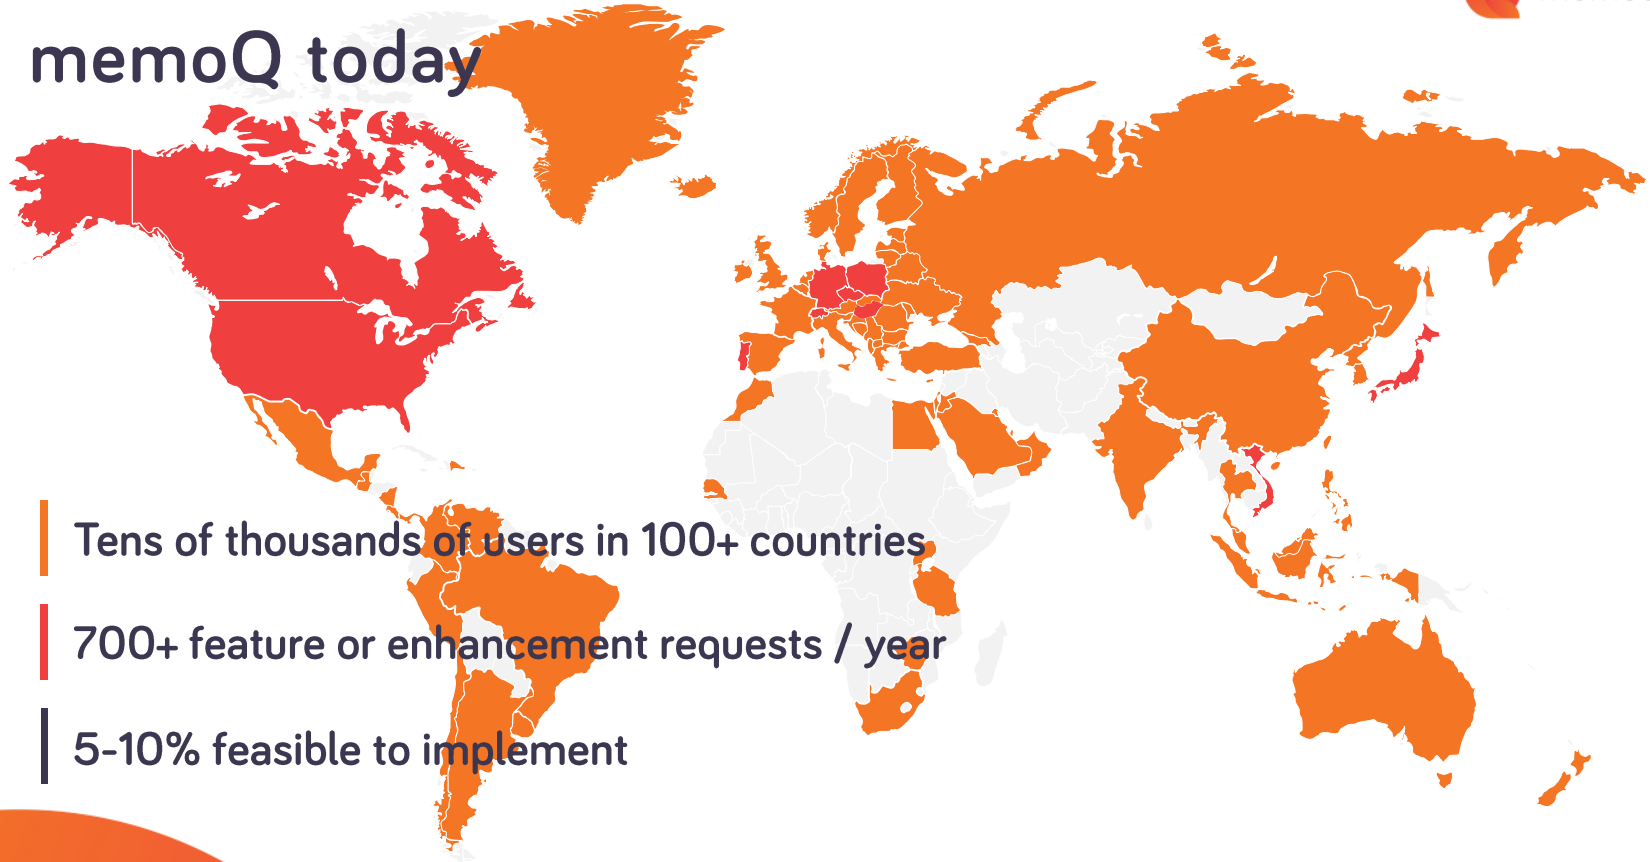 memoQ today
Tens of thousands of users in 100+ countries
700+ feature or enhancement requests / year
5-10% feasible to implement